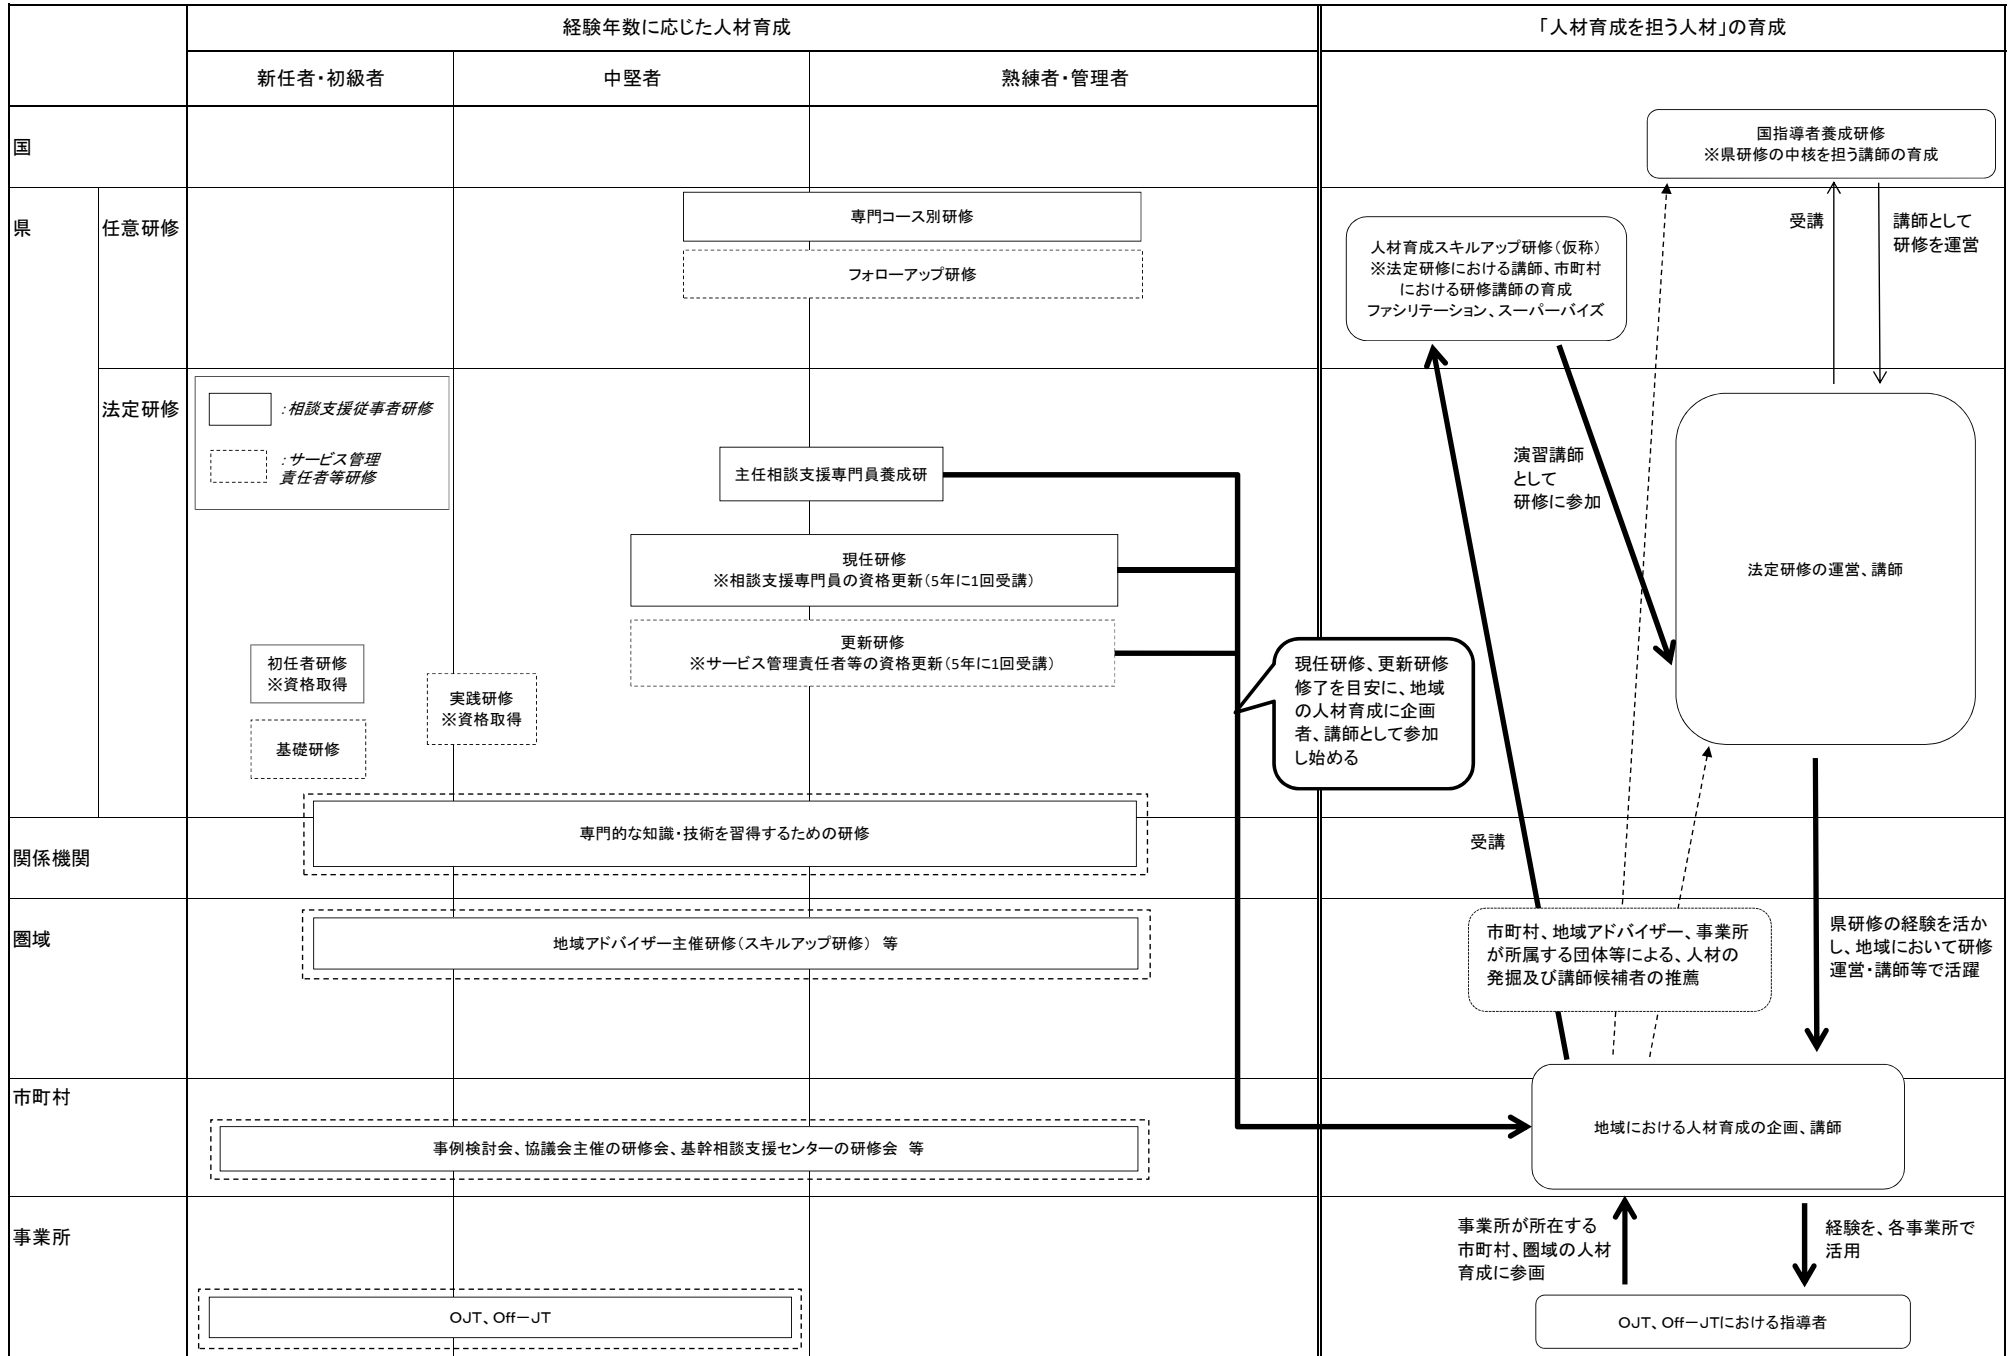 経験年数に応じた人材育成
「人材育成を担う人材」の育成
新任者・初級者
中堅者
熟練者・管理者
国
国指導者養成研修
※県研修の中核を担う講師の育成
県
任意研修
専門コース別研修
フォローアップ研修
人材育成スキルアップ研修(仮称)
※法定研修における講師、市町村
における研修講師の育成
ファシリテーション、スーパーバイズ
受講
講師として
研修を運営
法定研修
:相談支援従事者研修
:サービス管理
責任者等研修
主任相談支援専門員養成研
現任研修
※相談支援専門員の資格更新(5年に1回受講)
更新研修
※サービス管理責任者等の資格更新(5年に1回受講)
初任者研修
※資格取得
実践研修
※資格取得
基礎研修
現任研修、更新研修
修了を目安に、地域
の人材育成に企画
者、講師として参加
し始める
演習講師
として
研修に参加
法定研修の運営、講師
関係機関
専門的な知識・技術を習得するための研修
受講
圏域
地域アドバイザー主催研修(スキルアップ研修) 等
市町村、地域アドバイザー、事業所
が所属する団体等による、人材の
発掘及び講師候補者の推薦
県研修の経験を活か
し、地域において研修
運営・講師等で活躍
市町村
事例検討会、協議会主催の研修会、基幹相談支援センターの研修会 等
地域における人材育成の企画、講師
事業所
事業所が所在する
市町村、圏域の人材
育成に参画
経験を、各事業所で
活用
OJT、Off-JT
OJT、Off-JTにおける指導者